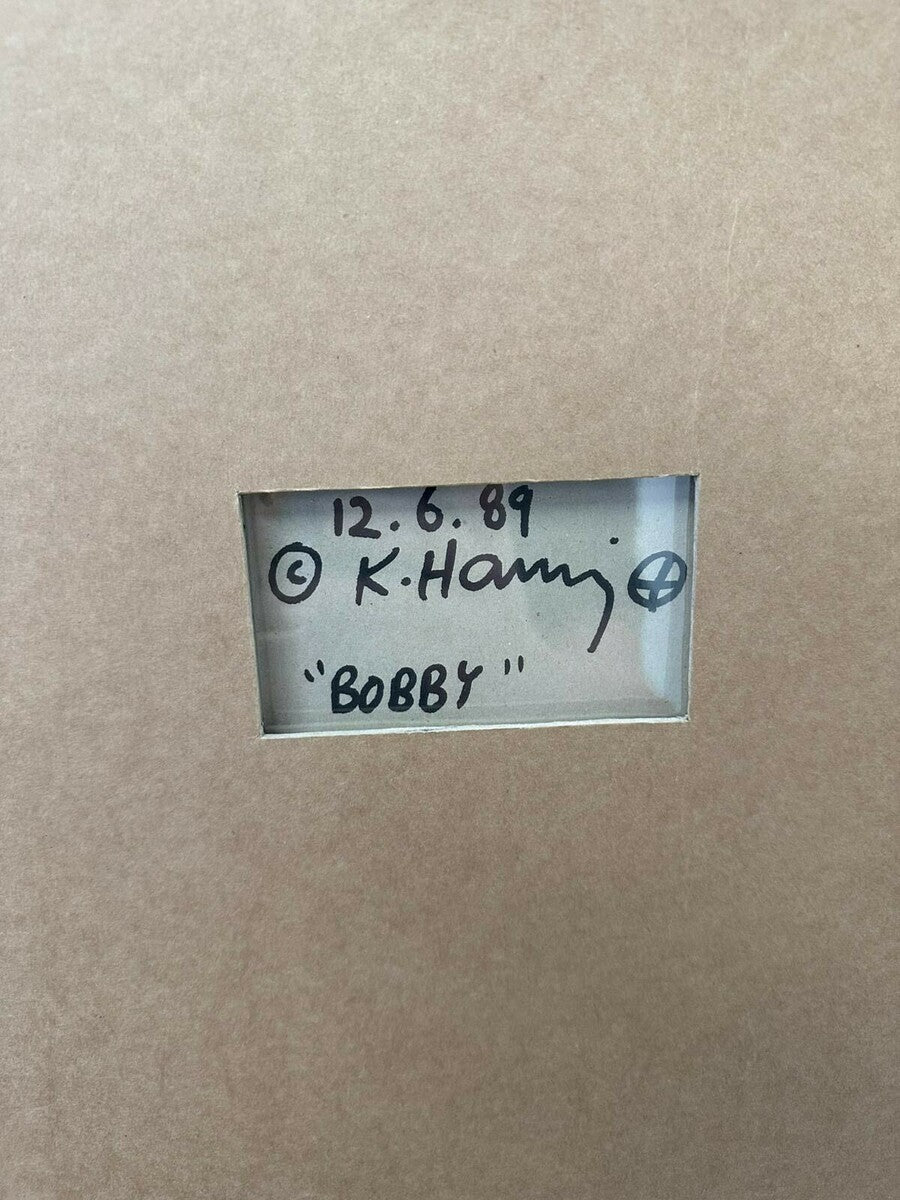 12.6.89
© K.Haring ⨁
"BOBBY"